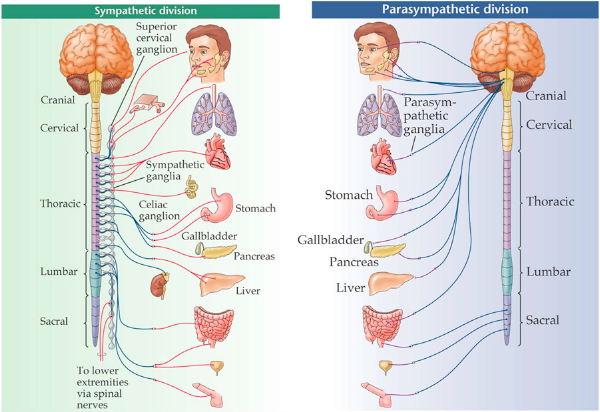 Sympathetic division
Superior
cervical
ganglion
Cranial
Cervical
Sympathetic
ganglia
Thoracic
Celiac
ganglion
Stomach
Gallbladder
Pancreas
Lumbar
Liver
Sacral
To lower
extremities
via spinal
nerves
Parasympathetic division
Cranial
Parasym-
pathetic
ganglia
Cervical
Stomach
Thoracic
Gallbladder
Pancreas
Lumbar
Liver
Sacral